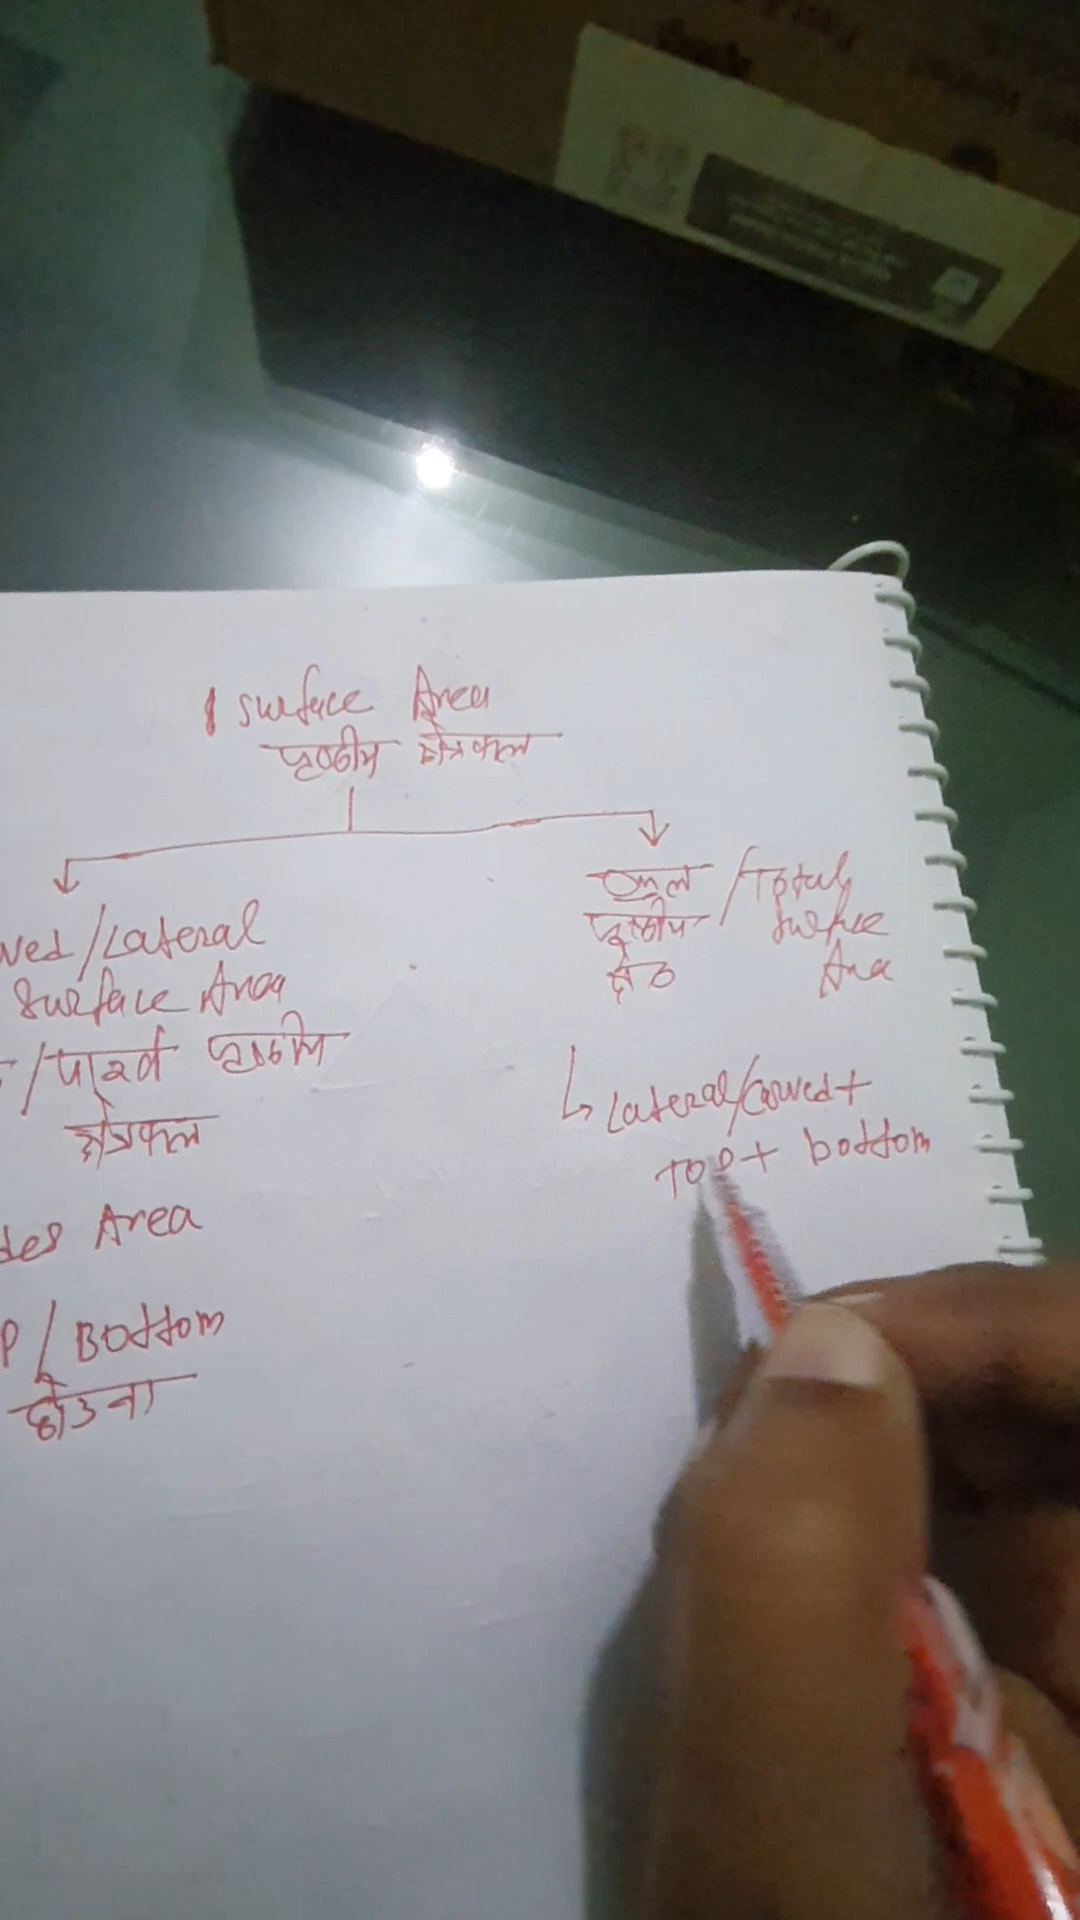 Surface Area
पृष्ठीय क्षेत्रफल
ved/Lateral
Surface Area
/पार्श्व पृष्ठीय
क्षेत्रफल
des Area
P/Bottom
छोडना
कुल / Total
पृष्ठीय Surface
क्षे० Area
Lateral/Curved+
Top+ bottom